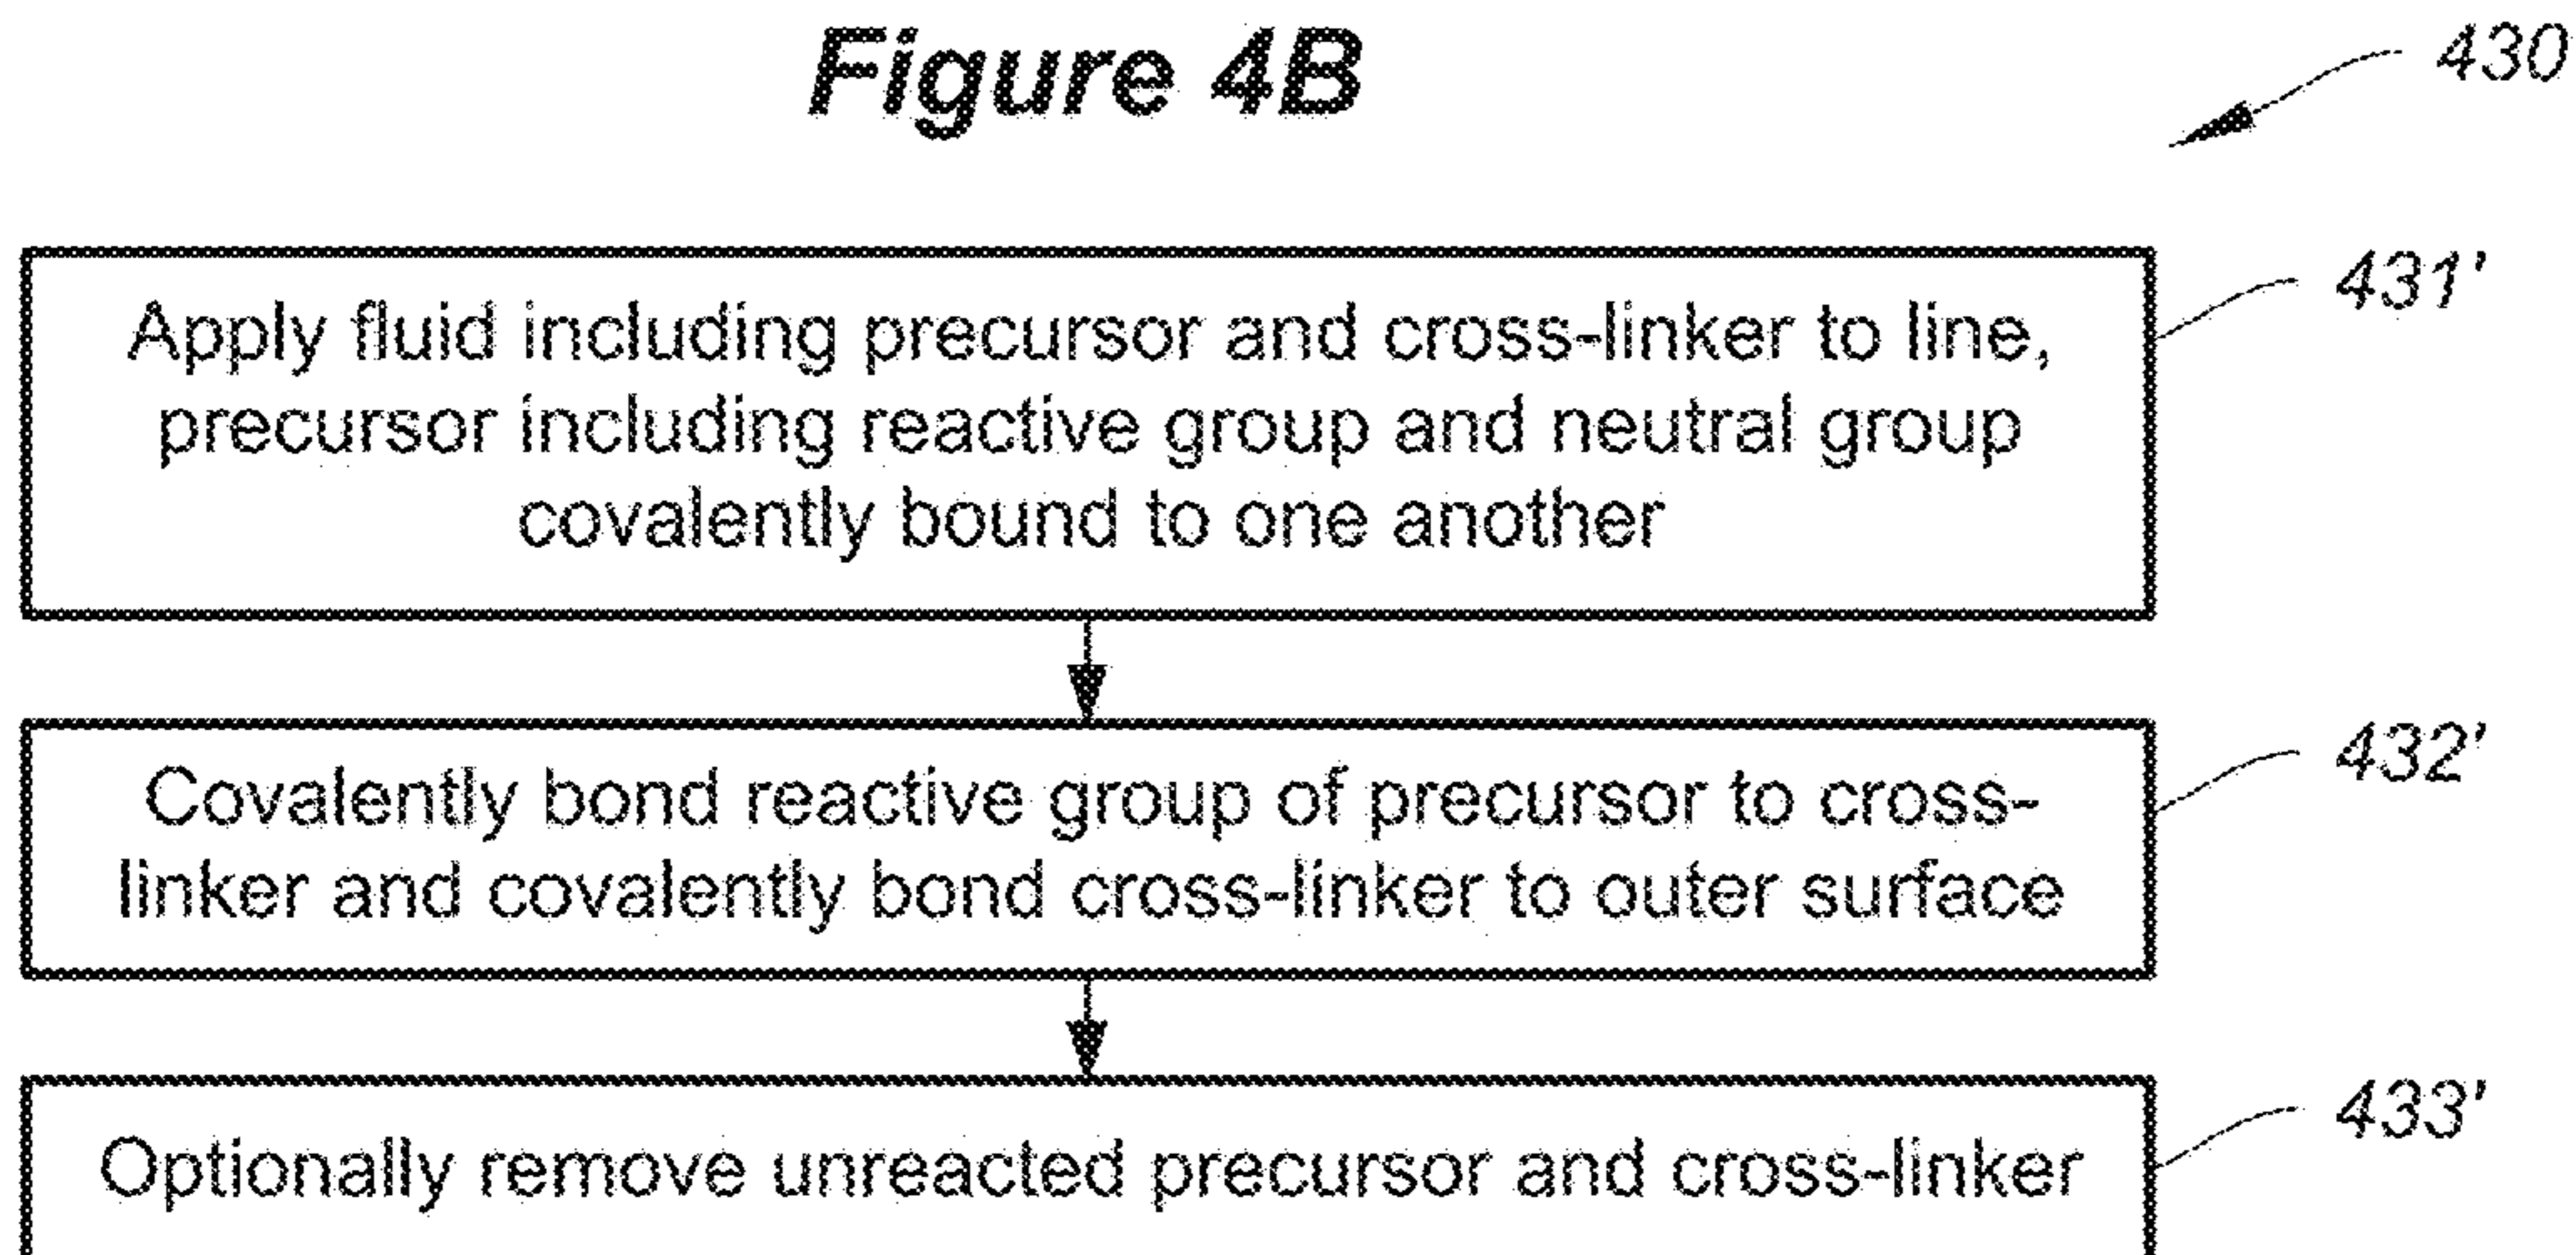 Figure 4B
430
Apply fluid including precursor and cross-linker to line,
precursor including reactive group and neutral group
covalently bound to one another
431'
Covalently bond reactive group of precursor to cross-
linker and covalently bond cross-linker to outer surface
432'
Optionally remove unreacted precursor and cross-linker
433'